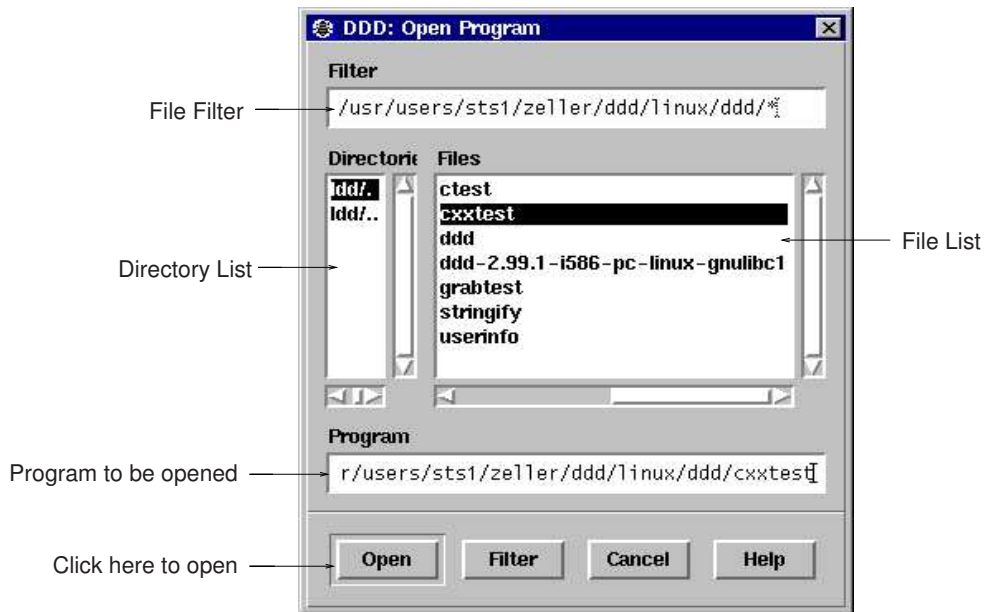 DDD: Open Program
Filter
File Filter
/usr/users/sts1/zeller/ddd/linux/ddd/*
Directorie
Files
ldd/.
ldd/..
ctest
cxxtest
ddd
ddd-2.99.1-i586-pc-linux-gnulibc1
grabtest
stringify
userinfo
Directory List
File List
Program
Program to be opened
r/users/sts1/zeller/ddd/linux/ddd/cxxtest
Click here to open
Open
Filter
Cancel
Help